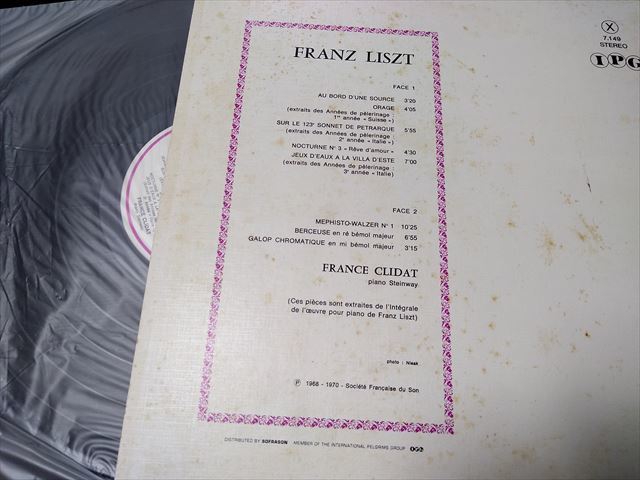 FRANZ LISZT
X
7.149
STEREO
IPG
FACE 1
AU BORD D'UNE SOURCE 3'20
ORAGE 4'05
(extraits des Années de pèlerinage :
1re année « Suisse »)
SUR LE 123e SONNET DE PETRARQUE 5'55
(extraits des Années de pèlerinage :
2e année « Italie »)
NOCTURNE N° 3 « Rêve d'amour » 4'30
JEUX D'EAUX A LA VILLA D'ESTE 7'00
(extraits des Années de pèlerinage :
3e année « Italie)
FACE 2
MEPHISTO-WALZER N° 1 10'25
BERCEUSE en ré bémol majeur 6'55
GALOP CHROMATIQUE en mi bémol majeur 3'15
FRANCE CLIDAT
piano Steinway
(Ces pièces sont extraites de l'Intégrale
de l'œuvre pour piano de Franz Liszt)
photo : Nieak
℗ 1968 - 1970 - Société Française du Son
DISTRIBUTED BY SOFRASON MEMBER OF THE INTERNATIONAL PELGRIMS GROUP IPG
FRANCE CLIDAT